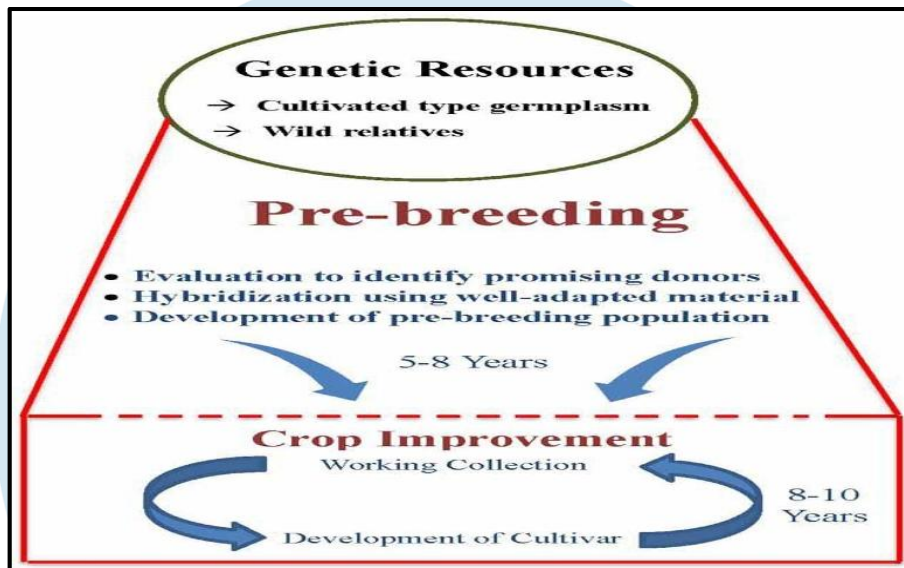 Genetic Resources
→ Cultivated type germplasm
→ Wild relatives
Pre-breeding
• Evaluation to identify promising donors
• Hybridization using well-adapted material
• Development of pre-breeding population
5-8 Years
Crop Improvement
Working Collection
8-10
Years
Development of Cultivar